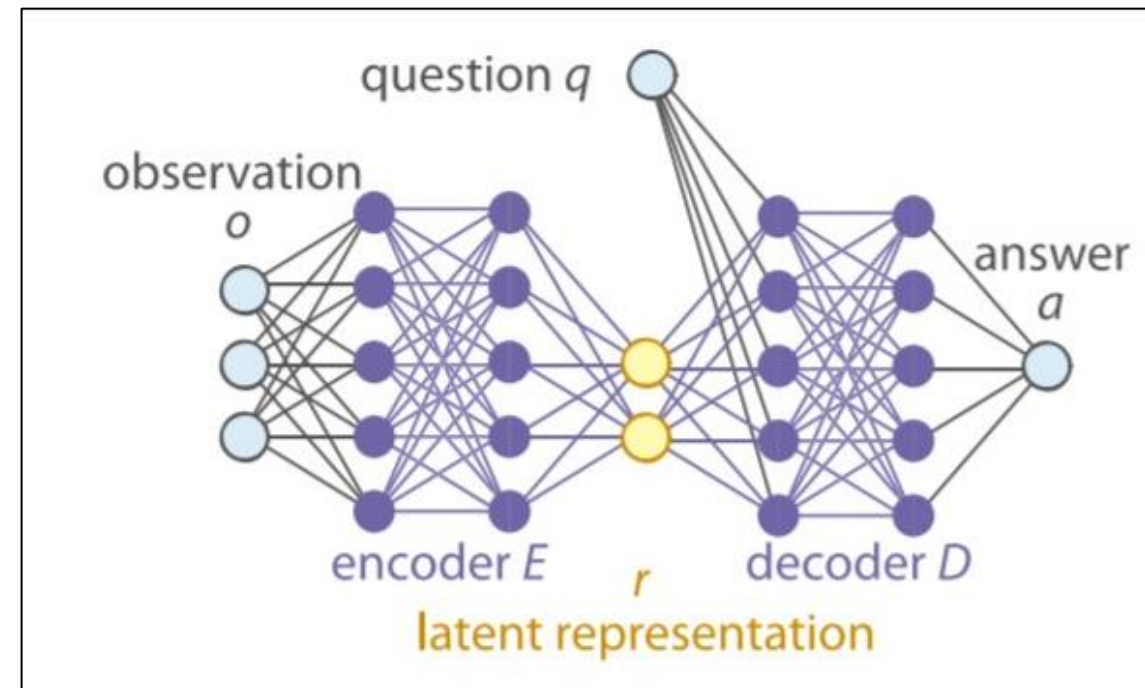 question q
observation
o
answer
a
encoder E
decoder D
r
latent representation